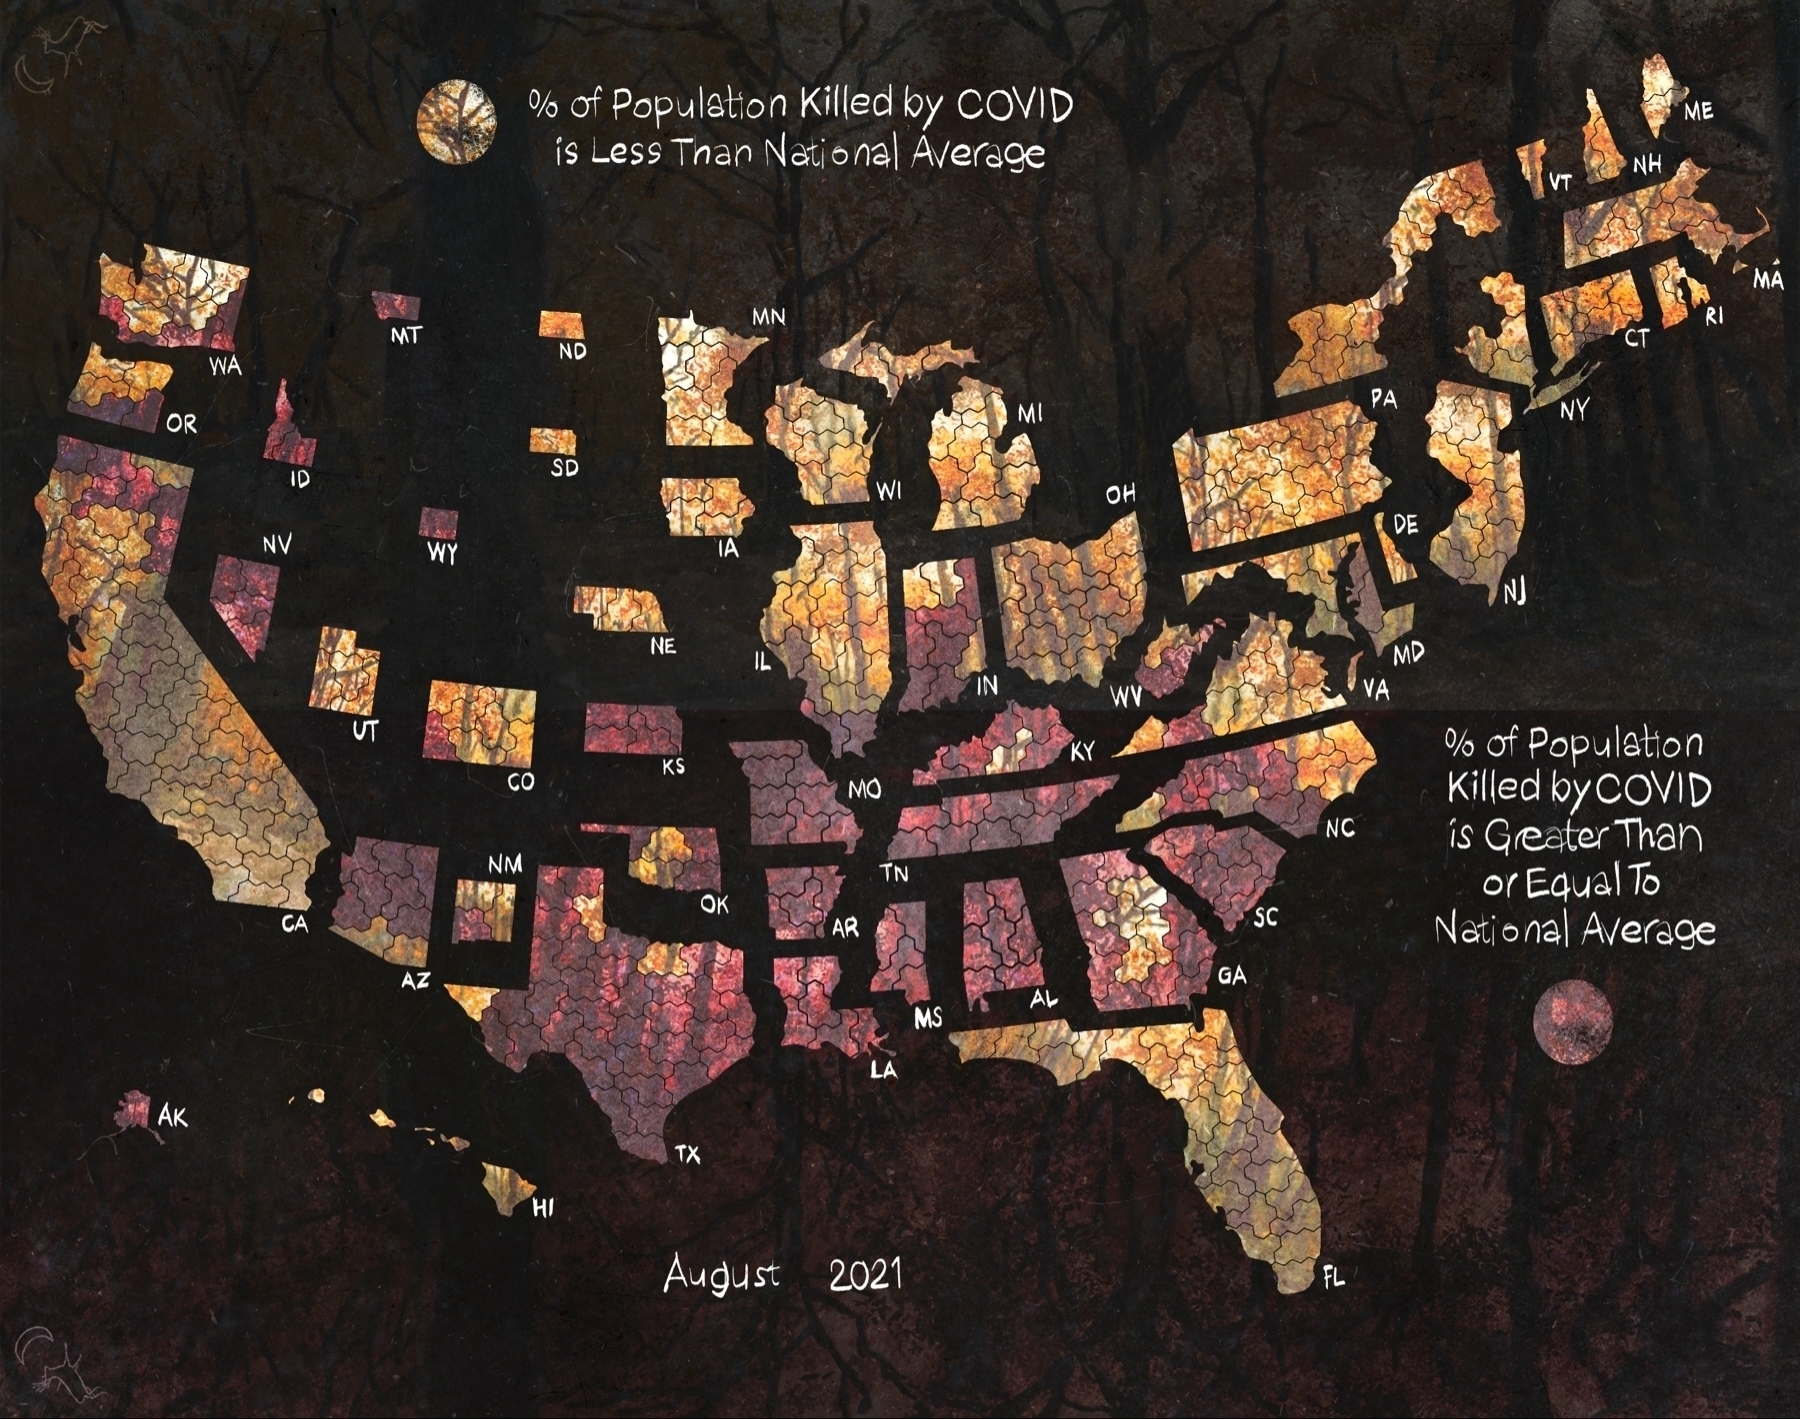 % of Population Killed by COVID
is Less Than National Average
ME
NH
VT
MA
RI
CT
NY
PA
WA
MT
ND
MN
OR
MI
ID
SD
WI
OH
DE
NV
WY
IA
NJ
NE
IL
IN
WV
MD
VA
UT
CO
KS
MO
KY
NC
% of Population
Killed by COVID
is Greater Than
or Equal To
National Average
NM
TN
OK
AR
SC
CA
AZ
MS
AL
GA
LA
AK
TX
HI
FL
August 2021